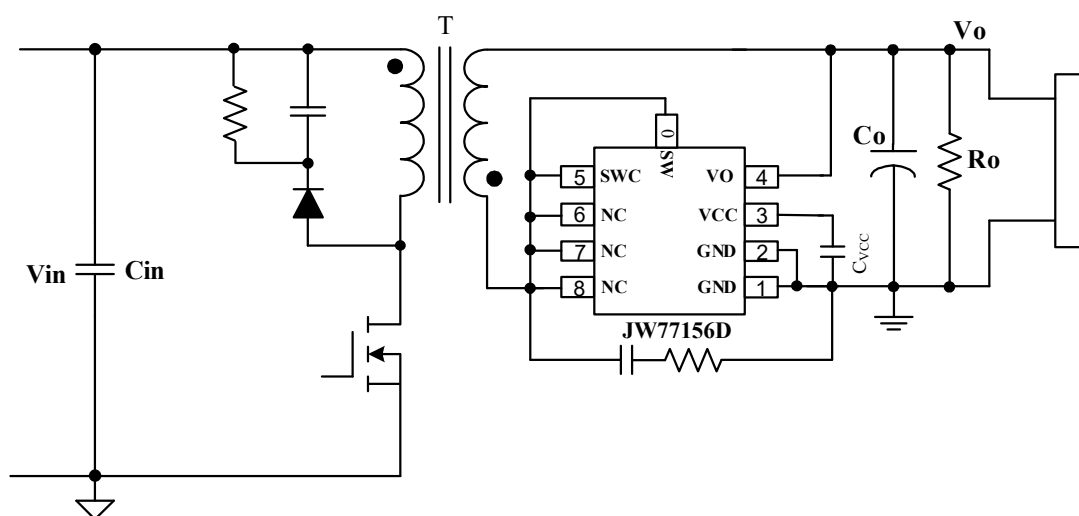 T
Vo
0
SW
5 SWC VO 4
6 NC VCC 3
7 NC GND 2
8 NC GND 1
Co
Ro
CVCC
Vin
Cin
JW77156D